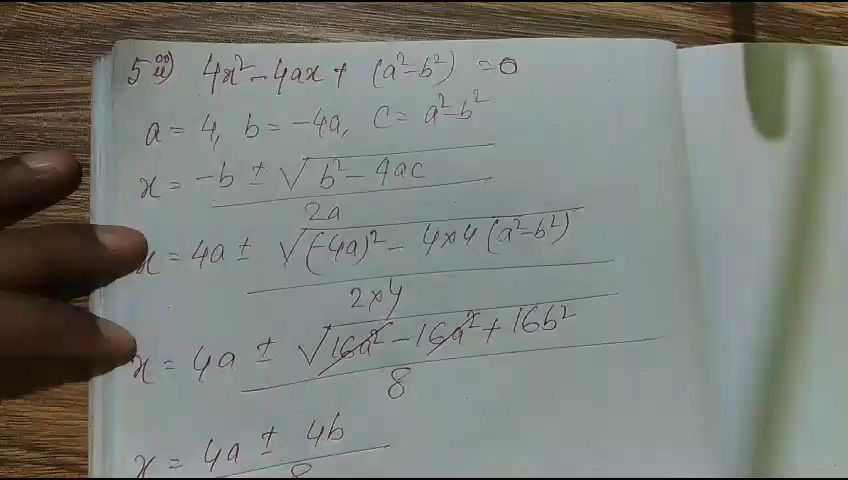 5 ii) 4x² - 4ax + (a² - b²) = 0
a = 4, b = -4a, c = a² - b²
x = -b ± √b² - 4ac
2a
x = 4a ± √(-4a)² - 4×4 (a² - b²)
2×4
x = 4a ± √16a² - 16a² + 16b²
8
x = 4a ± 4b
8